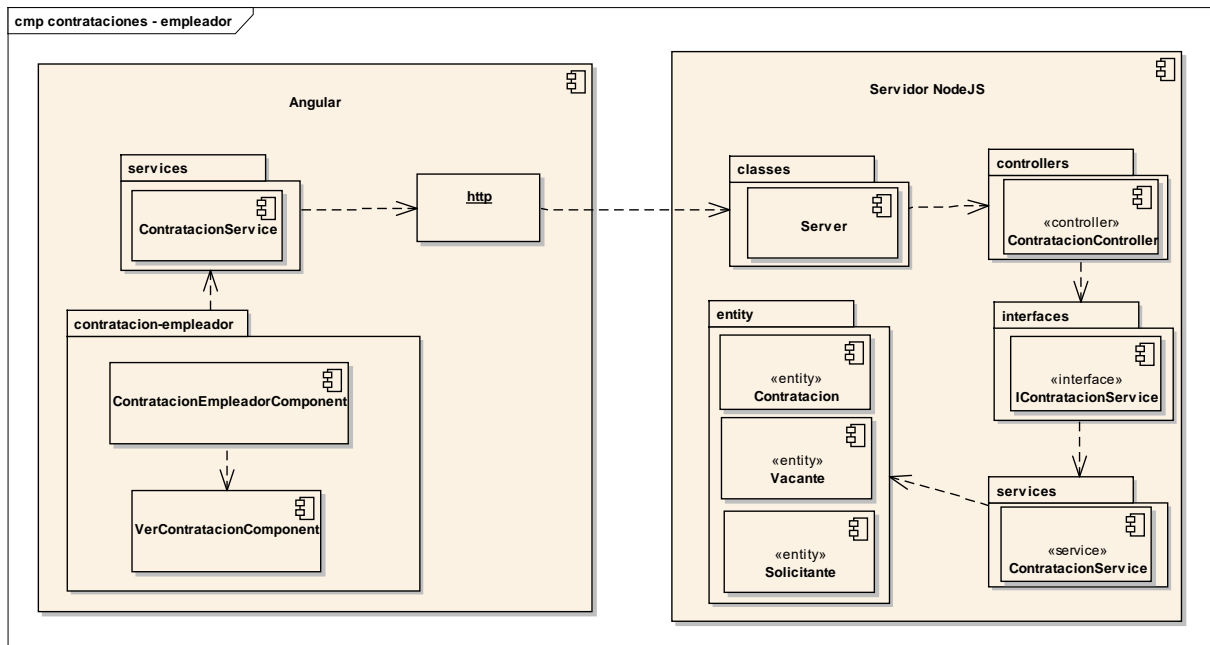 cmp contrataciones - empleador
Angular
services
ContratacionService
http
contratacion-empleador
ContratacionEmpleadorComponent
VerContratacionComponent
Servidor NodeJS
classes
Server
controllers
«controller»
ContratacionController
interfaces
«interface»
IContratacionService
services
«service»
ContratacionService
entity
«entity»
Contratacion
«entity»
Vacante
«entity»
Solicitante